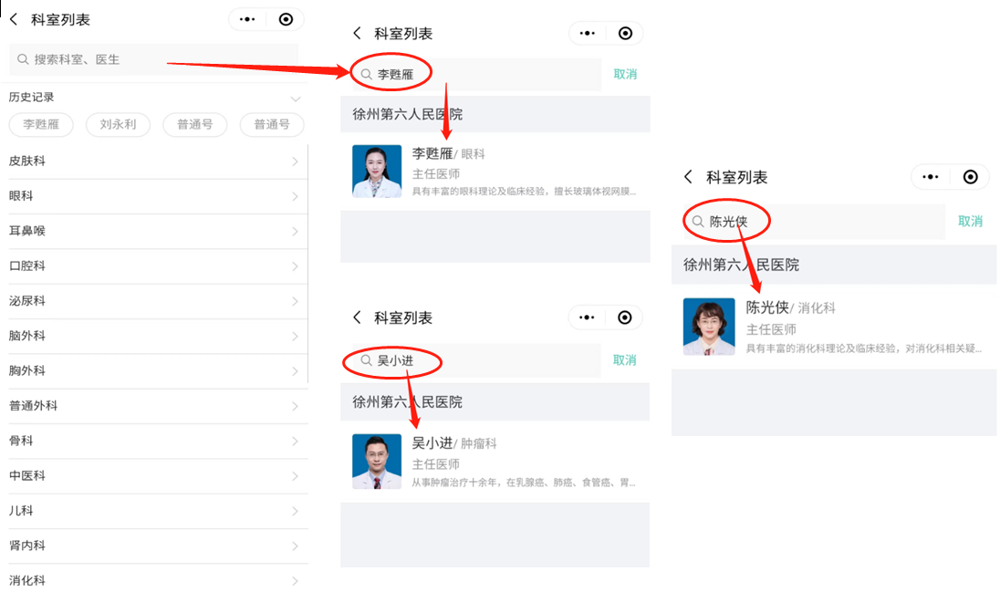 科室列表
搜索科室、医生
历史记录
李甦雁
刘永利
普通号
普通号
皮肤科
眼科
耳鼻喉
口腔科
泌尿科
脑外科
胸外科
普通外科
骨科
中医科
儿科
肾内科
消化科
科室列表
李甦雁
取消
徐州第六人民医院
李甦雁/ 眼科
主任医师
具有丰富的眼科理论及临床经验，擅长玻璃体视网膜...
科室列表
吴小进
取消
徐州第六人民医院
吴小进/ 肿瘤科
主任医师
从事肿瘤治疗十余年，在乳腺癌、肺癌、食管癌、胃...
科室列表
陈光侠
取消
徐州第六人民医院
陈光侠/ 消化科
主任医师
具有丰富的消化科理论及临床经验，对消化科相关疑...